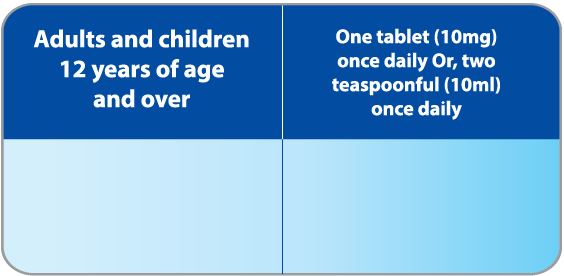 Adults and children
12 years of age
and over
One tablet (10mg)
once daily Or, two
teaspoonful (10ml)
once daily